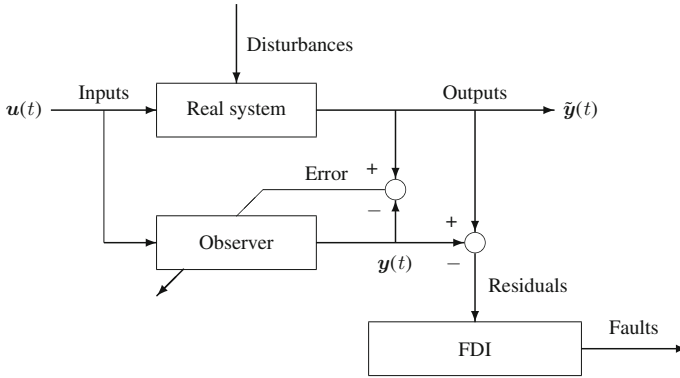 Disturbances
Inputs
Outputs
u(t)
Real system
ỹ(t)
+
Error
−
+
Observer
y(t)
−
Residuals
Faults
FDI